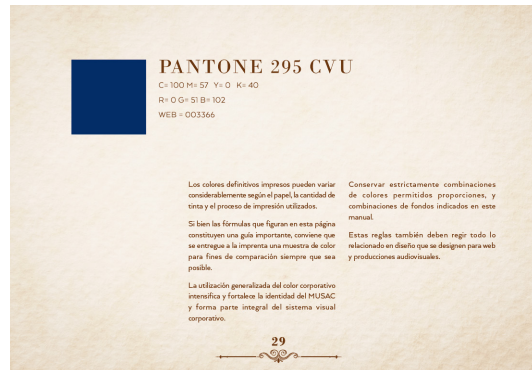 PANTONE 295 CVU
C= 100 M= 57 Y= 0 K= 40
R= 0 G= 51 B= 102
WEB = 003366
Los colores definitivos impresos pueden variar
considerablemente según el papel, la cantidad de
tinta y el proceso de impresión utilizados.
Si bien las fórmulas que figuran en esta página
constituyen una guía importante, conviene que
se entregue a la imprenta una muestra de color
para fines de comparación siempre que sea
posible.
La utilización generalizada del color corporativo
intensifica y fortalece la identidad del MUSAC
y forma parte integral del sistema visual
corporativo.
Conservar estrictamente combinaciones
de colores permitidos proporciones, y
combinaciones de fondos indicados en este
manual.
Estas reglas también deben regir todo lo
relacionado en diseño que se designen para web
y producciones audiovisuales.
29